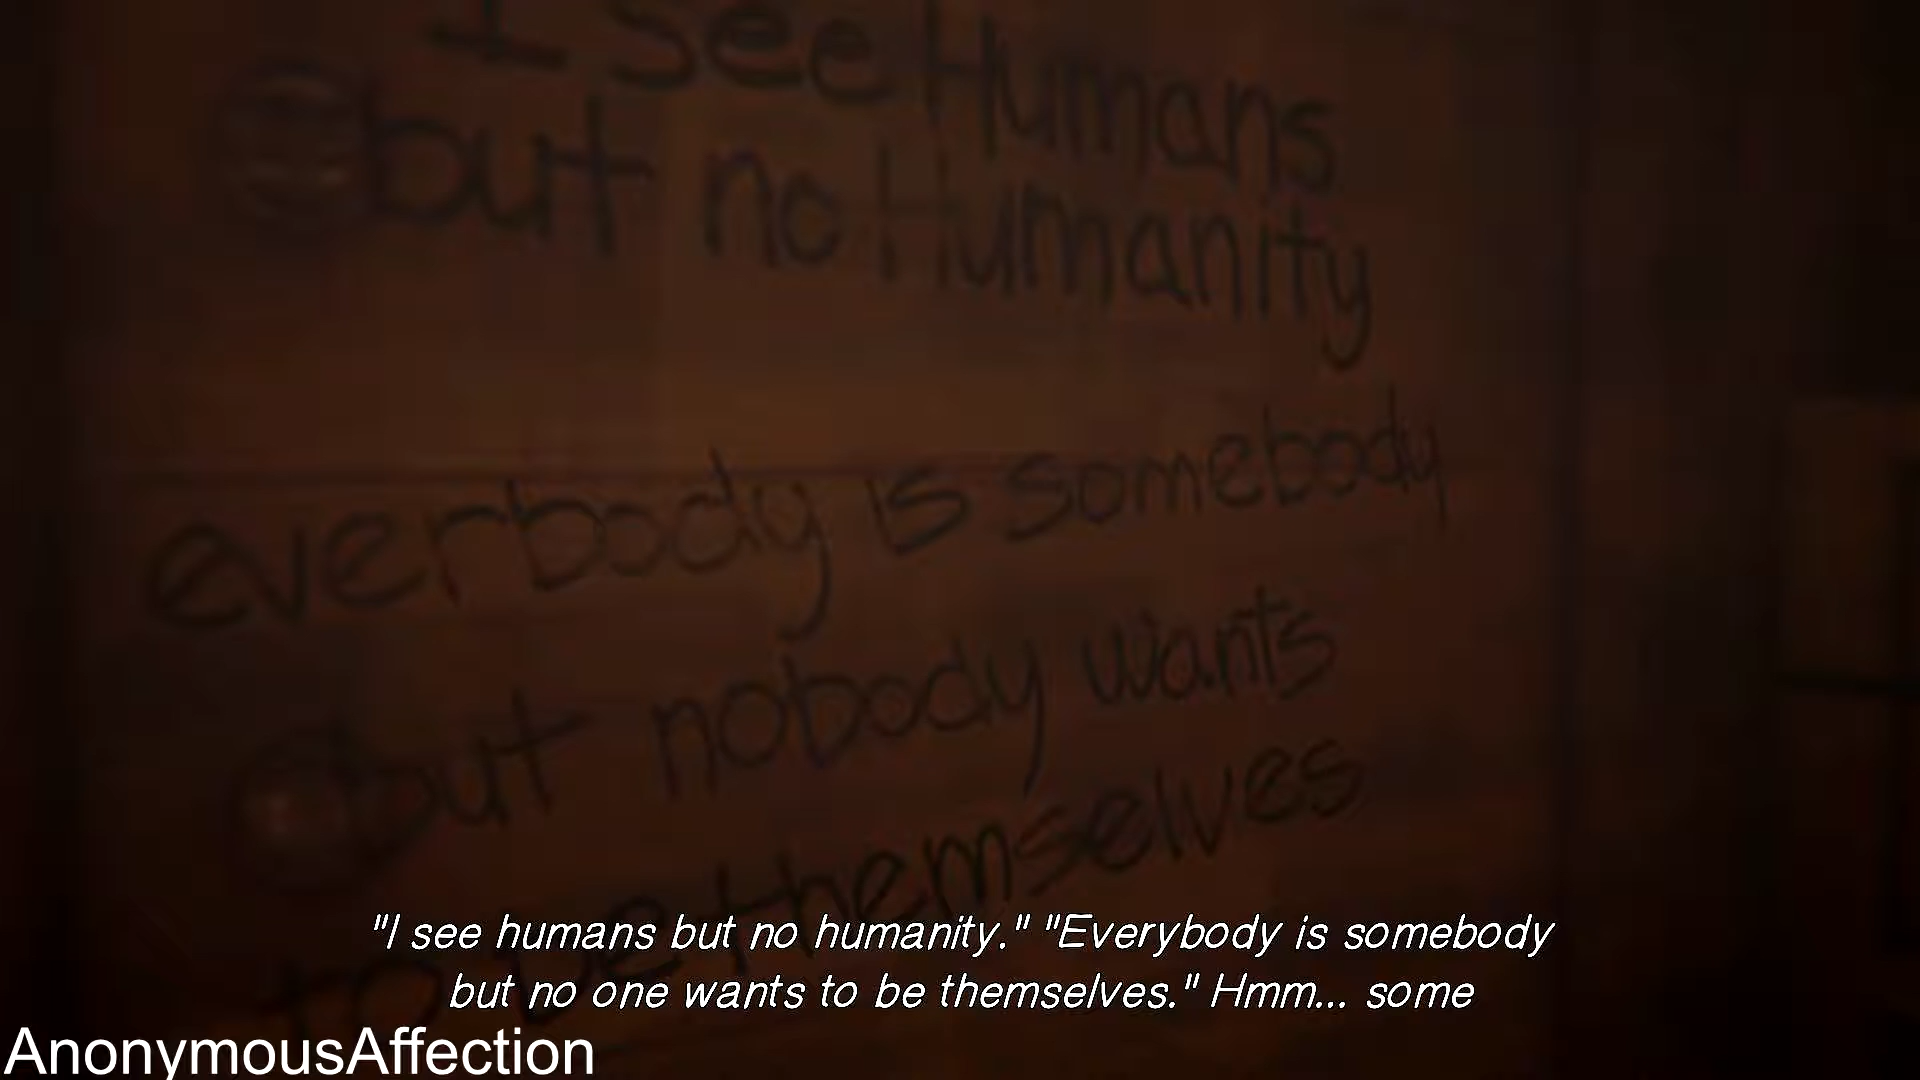 I see Humans
but no Humanity
everbody is somebody
but nobody wants
to be themselves
"I see humans but no humanity." "Everybody is somebody
but no one wants to be themselves." Hmm... some
AnonymousAffection